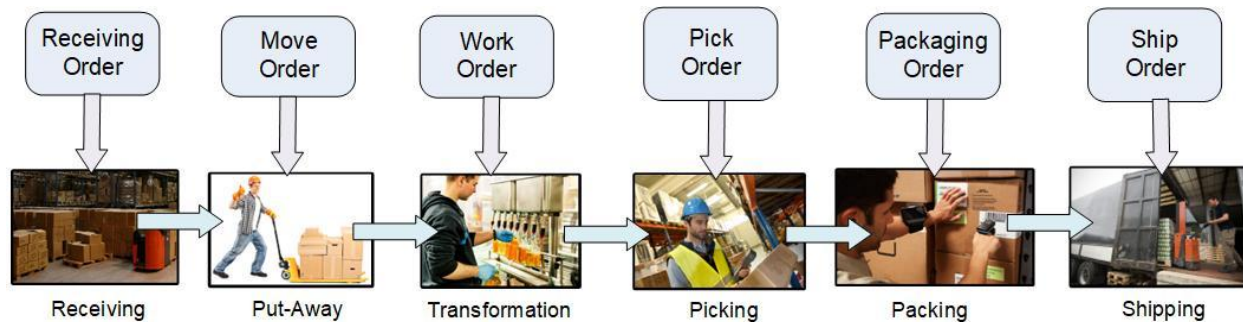 Receiving
Order
Move
Order
Work
Order
Pick
Order
Packaging
Order
Ship
Order
Receiving
Put-Away
Transformation
Picking
Packing
Shipping